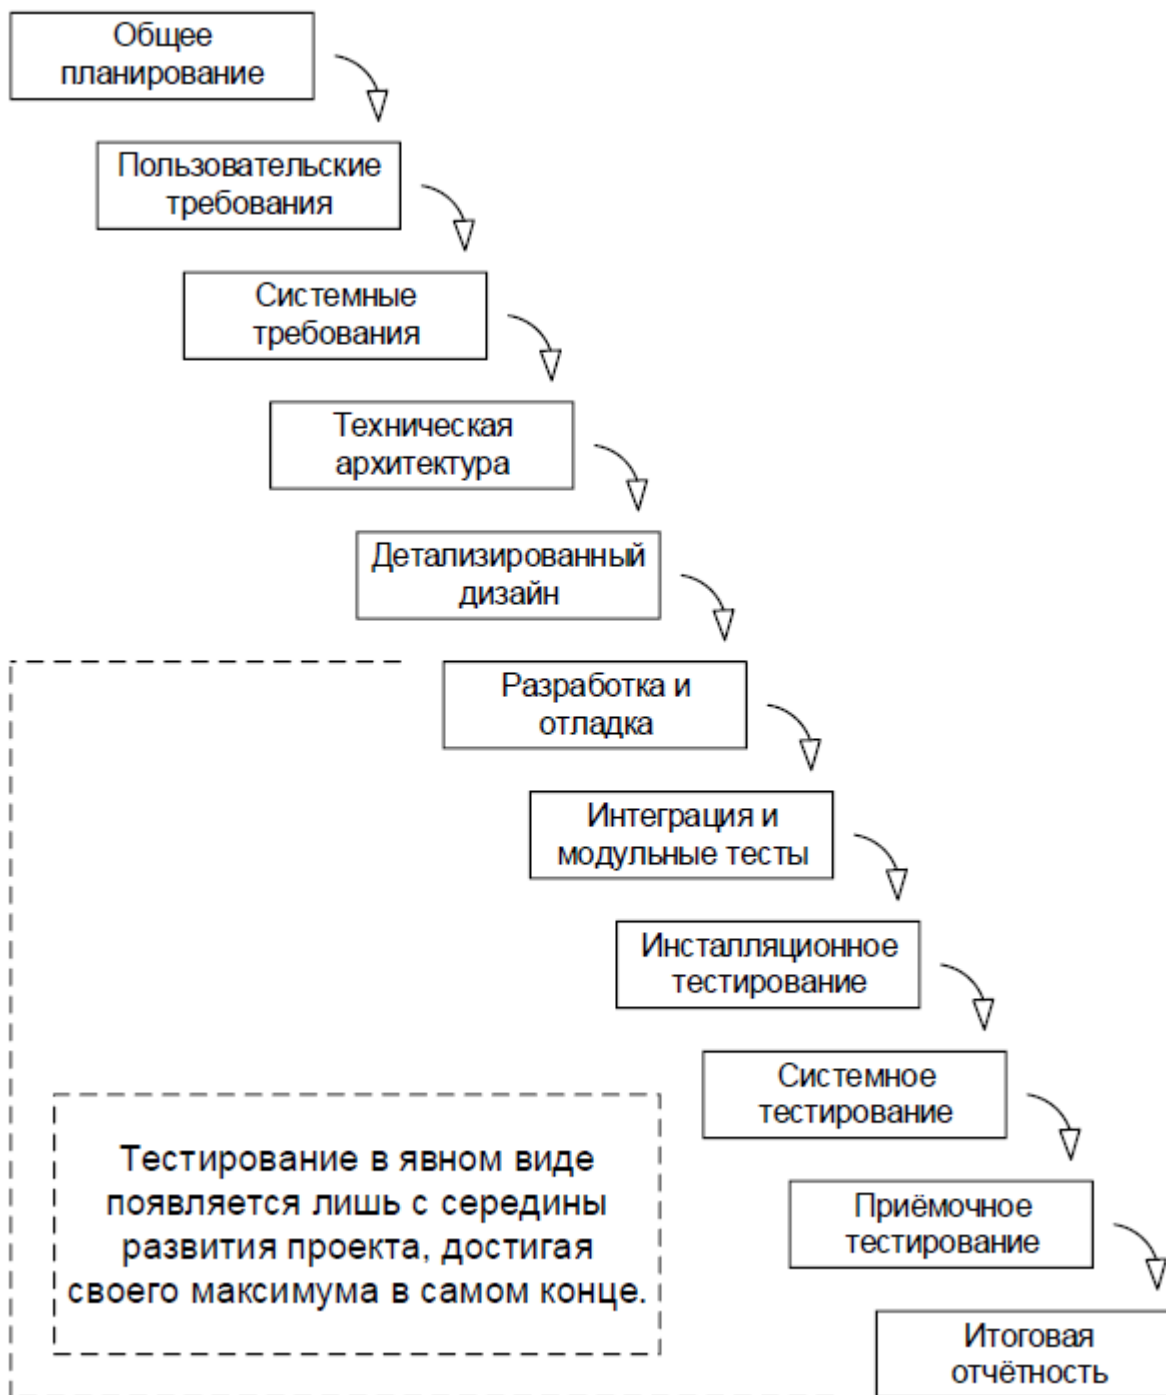 Общее
планирование
Пользовательские
требования
Системные
требования
Техническая
архитектура
Детализированный
дизайн
Разработка и
отладка
Интеграция и
модульные тесты
Инсталляционное
тестирование
Системное
тестирование
Тестирование в явном виде
появляется лишь с середины
развития проекта, достигая
своего максимума в самом конце.
Приёмочное
тестирование
Итоговая
отчётность